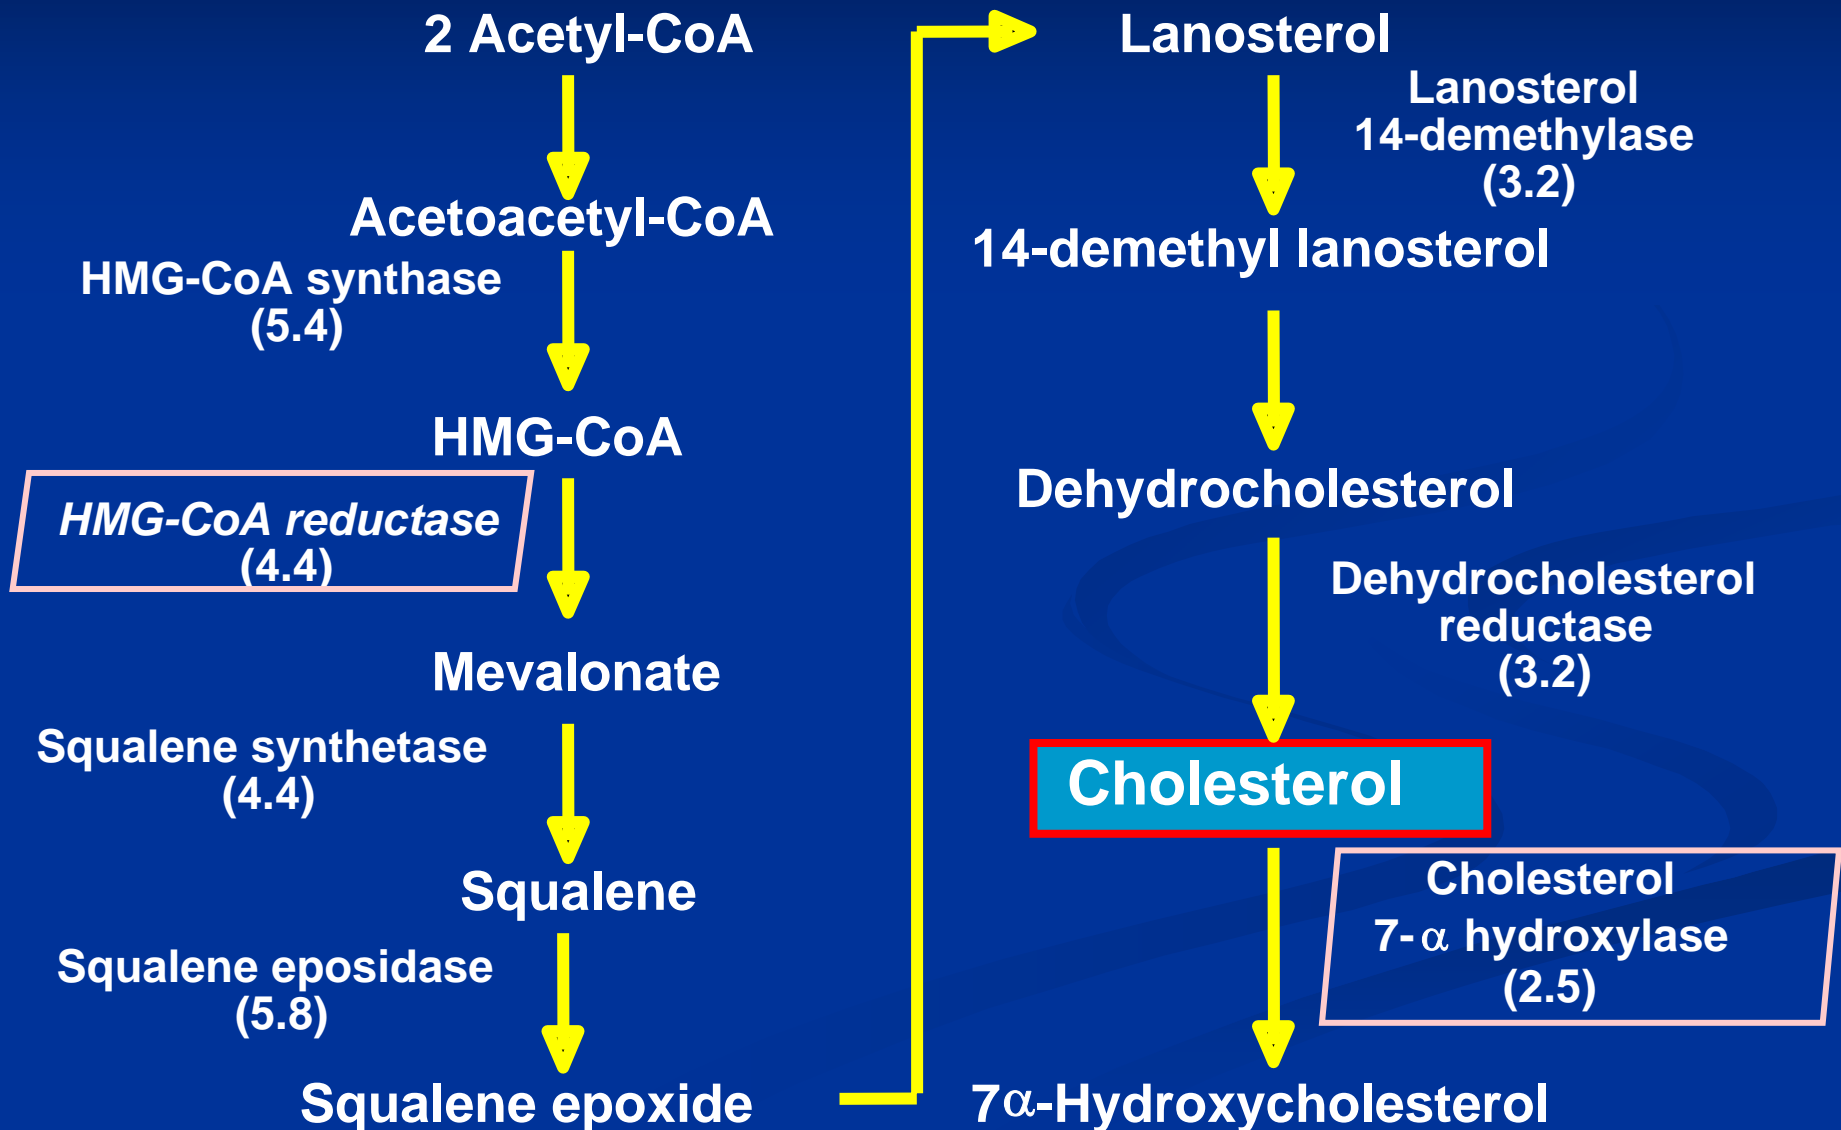 2 Acetyl-CoA
Acetoacetyl-CoA
HMG-CoA synthase
(5.4)
HMG-CoA
HMG-CoA reductase
(4.4)
Mevalonate
Squalene synthetase
(4.4)
Squalene
Squalene eposidase
(5.8)
Squalene epoxide
Lanosterol
Lanosterol
14-demethylase
(3.2)
14-demethyl lanosterol
Dehydrocholesterol
Dehydrocholesterol
reductase
(3.2)
Cholesterol
Cholesterol
7-α hydroxylase
(2.5)
7α-Hydroxycholesterol